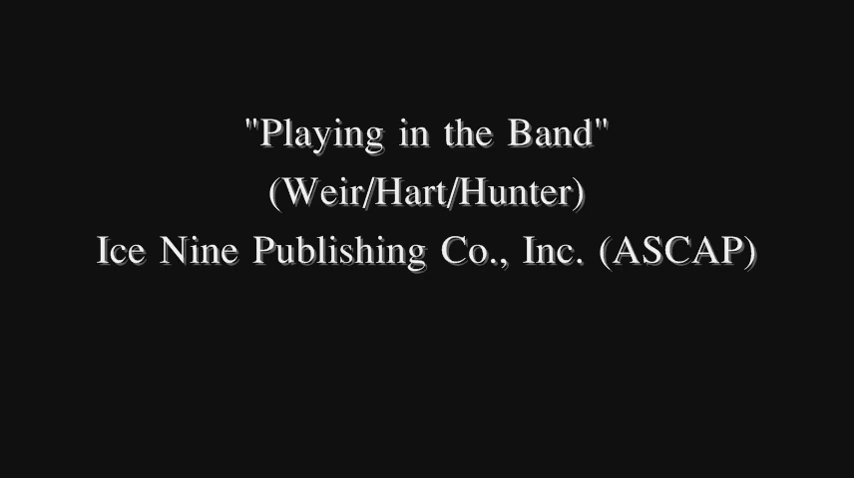 "Playing in the Band"
(Weir/Hart/Hunter)
Ice Nine Publishing Co., Inc. (ASCAP)